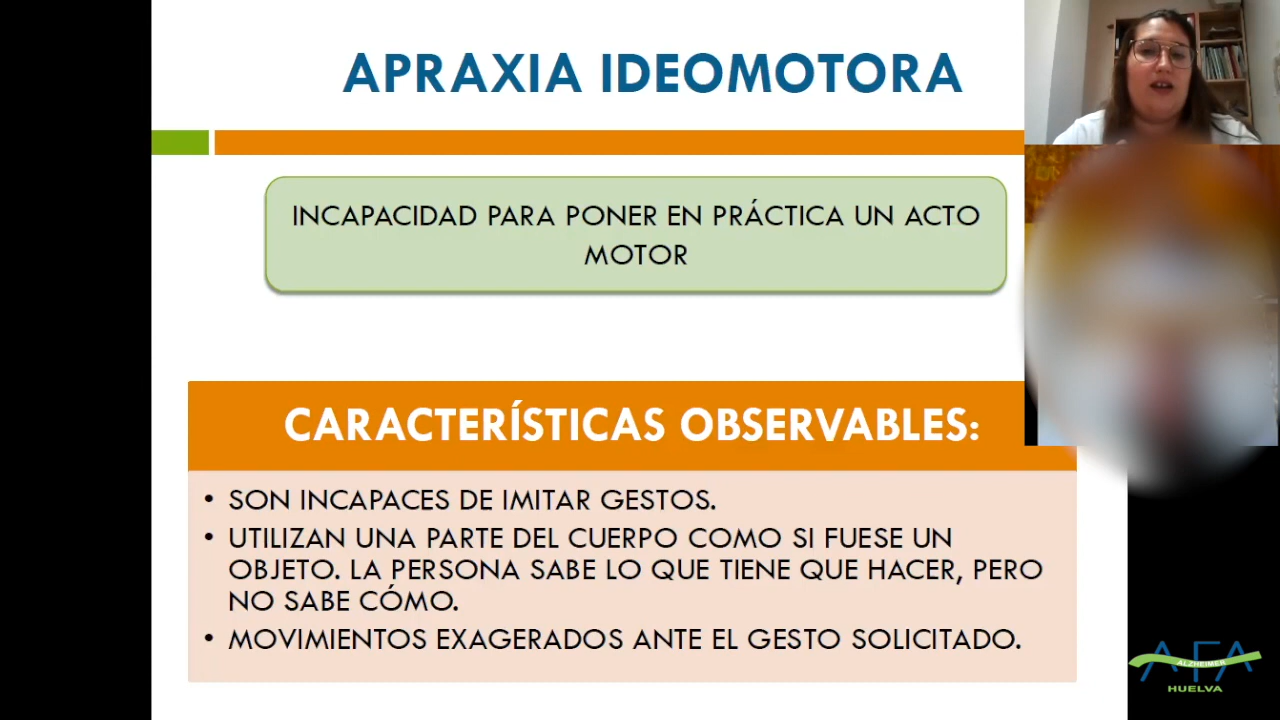 APRAXIA IDEOMOTORA
INCAPACIDAD PARA PONER EN PRÁCTICA UN ACTO
MOTOR
CARACTERÍSTICAS OBSERVABLES:
• SON INCAPACES DE IMITAR GESTOS.
• UTILIZAN UNA PARTE DEL CUERPO COMO SI FUESE UN
OBJETO. LA PERSONA SABE LO QUE TIENE QUE HACER, PERO
NO SABE CÓMO.
• MOVIMIENTOS EXAGERADOS ANTE EL GESTO SOLICITADO.
AFA
ALZHEIMER
HUELVA